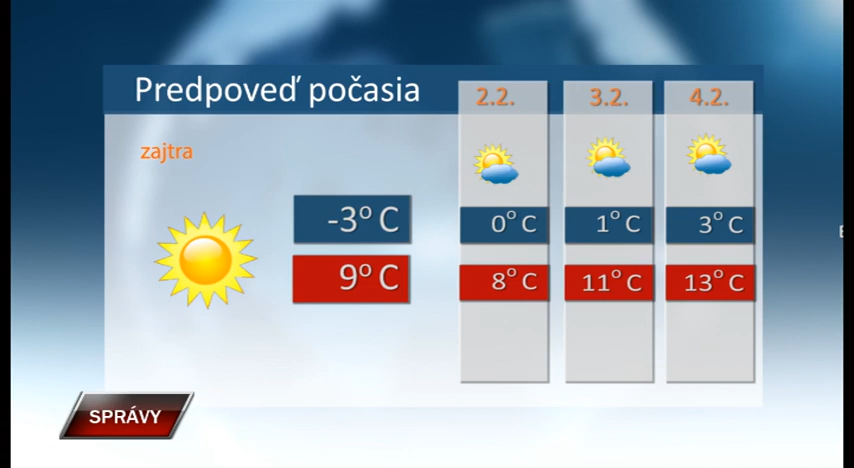 Predpoveď počasia
zajtra
-3° C
9° C
2.2.
0° C
8° C
3.2.
1° C
11° C
4.2.
3° C
13° C
SPRÁVY